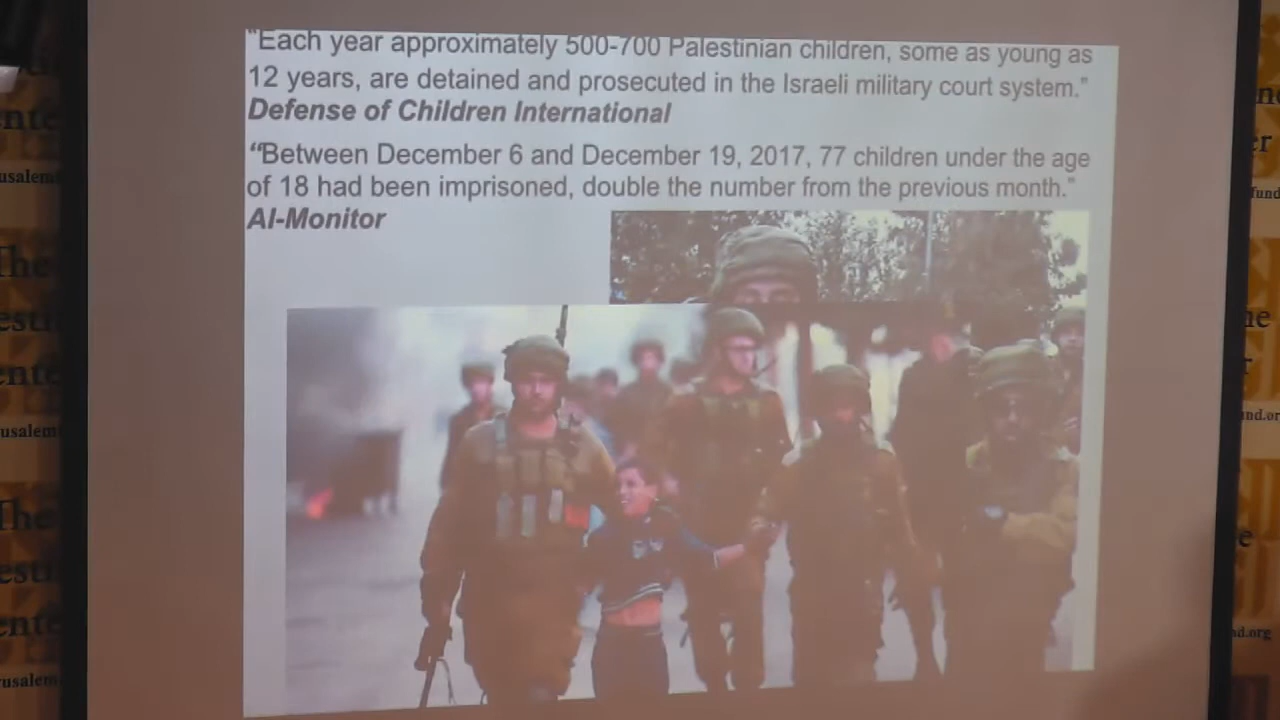 "Each year approximately 500-700 Palestinian children, some as young as
12 years, are detained and prosecuted in the Israeli military court system."
Defense of Children International
“Between December 6 and December 19, 2017, 77 children under the age
of 18 had been imprisoned, double the number from the previous month."
Al-Monitor
The
The